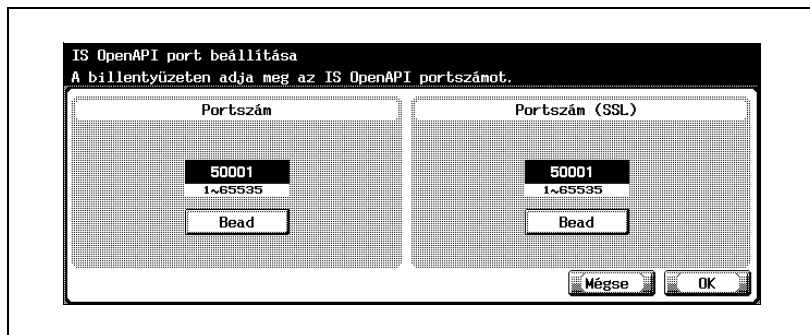 IS OpenAPI port beállítása
A billentyűzeten adja meg az IS OpenAPI portszámot.
Portszám
Portszám (SSL)
50001
50001
1~65535
1~65535
Bead
Bead
Mégse
OK